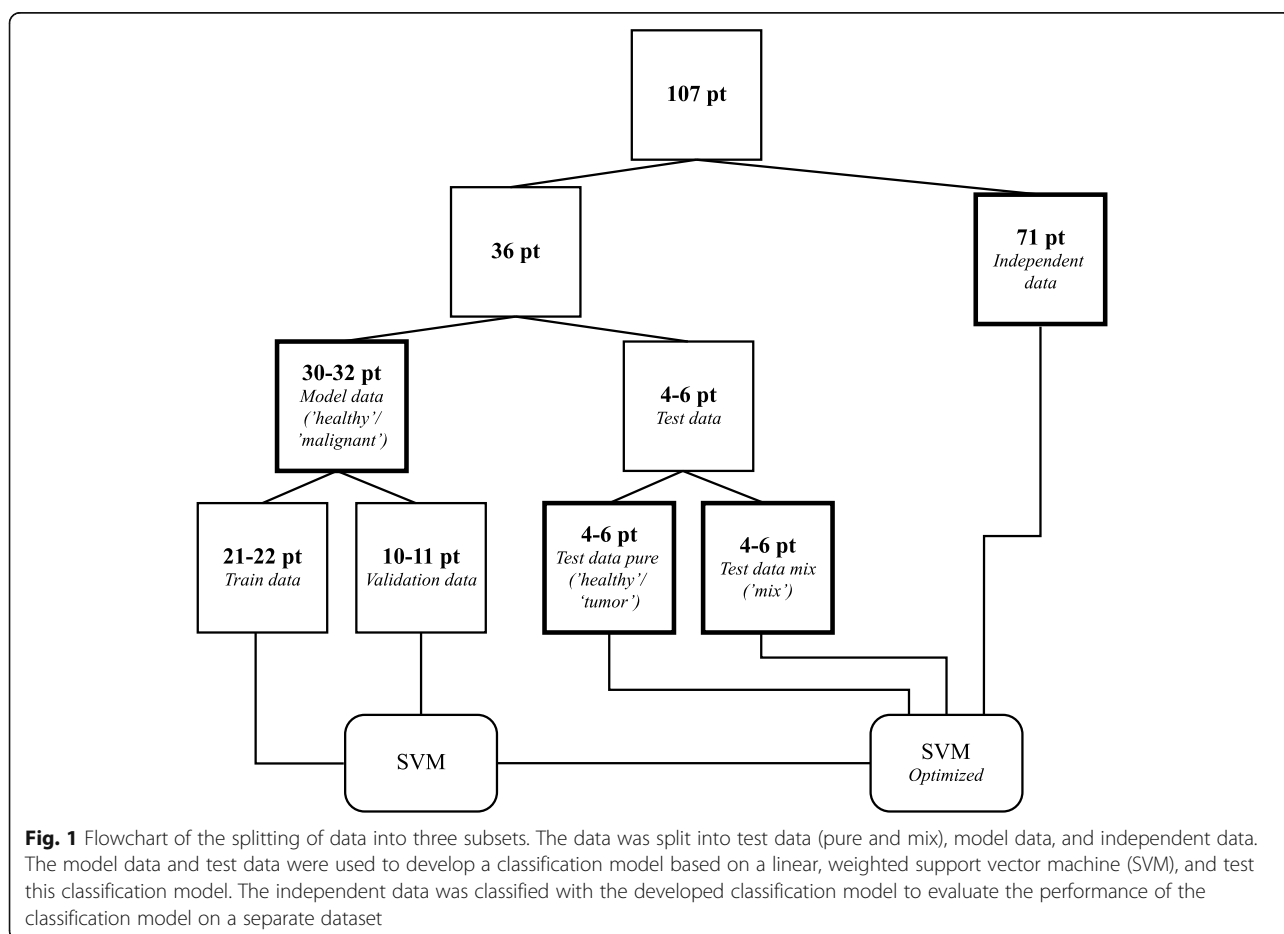 107 pt
36 pt
71 pt
Independent
data
30-32 pt
Model data
('healthy'/
'malignant')
4-6 pt
Test data
21-22 pt
Train data
10-11 pt
Validation data
4-6 pt
Test data pure
('healthy'/
‘tumor’)
4-6 pt
Test data mix
('mix')
SVM
SVM
Optimized
Fig. 1 Flowchart of the splitting of data into three subsets. The data was split into test data (pure and mix), model data, and independent data.
The model data and test data were used to develop a classification model based on a linear, weighted support vector machine (SVM), and test
this classification model. The independent data was classified with the developed classification model to evaluate the performance of the
classification model on a separate dataset